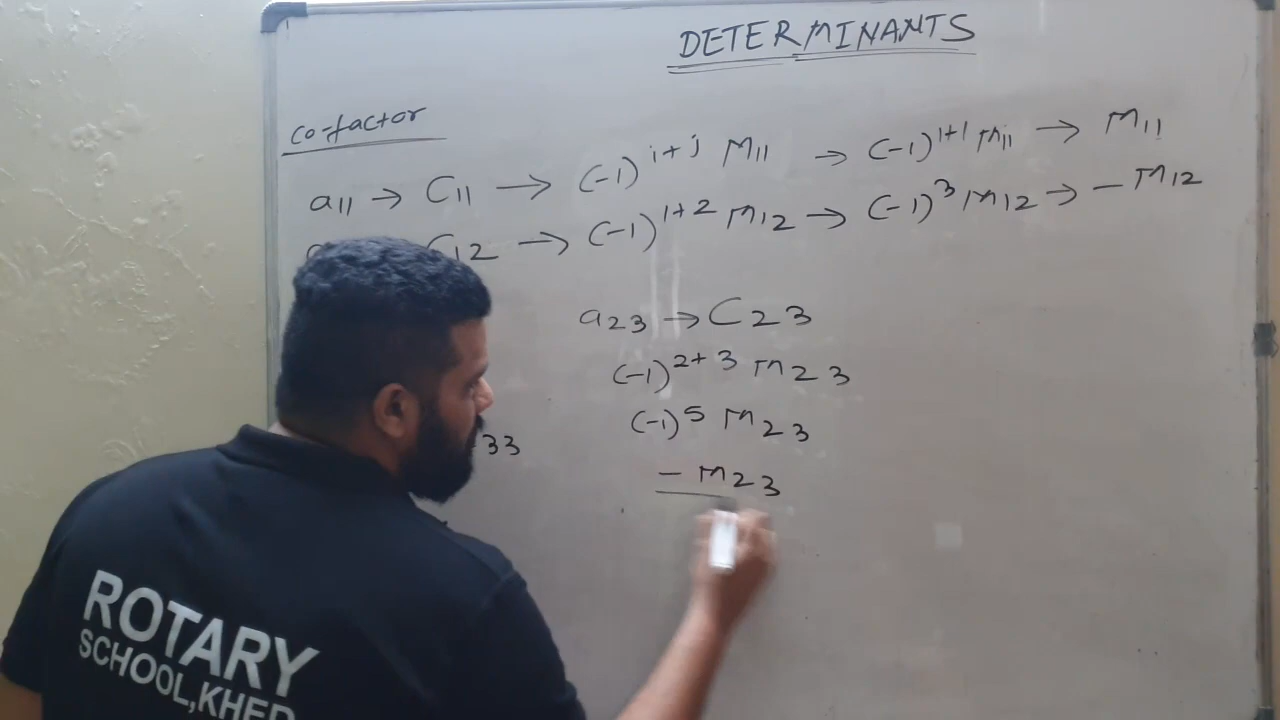 DETERMINANTS
co-factor
a11 → C11 → (-1)^i+j M11 → (-1)^1+1 M11 → M11
C12 → (-1)^1+2 M12 → (-1)^3 M12 → - M12
a23 → C23
(-1)^2+3 M23
(-1)^5 M23
33
- M23
ROTARY
SCHOOL, KHED